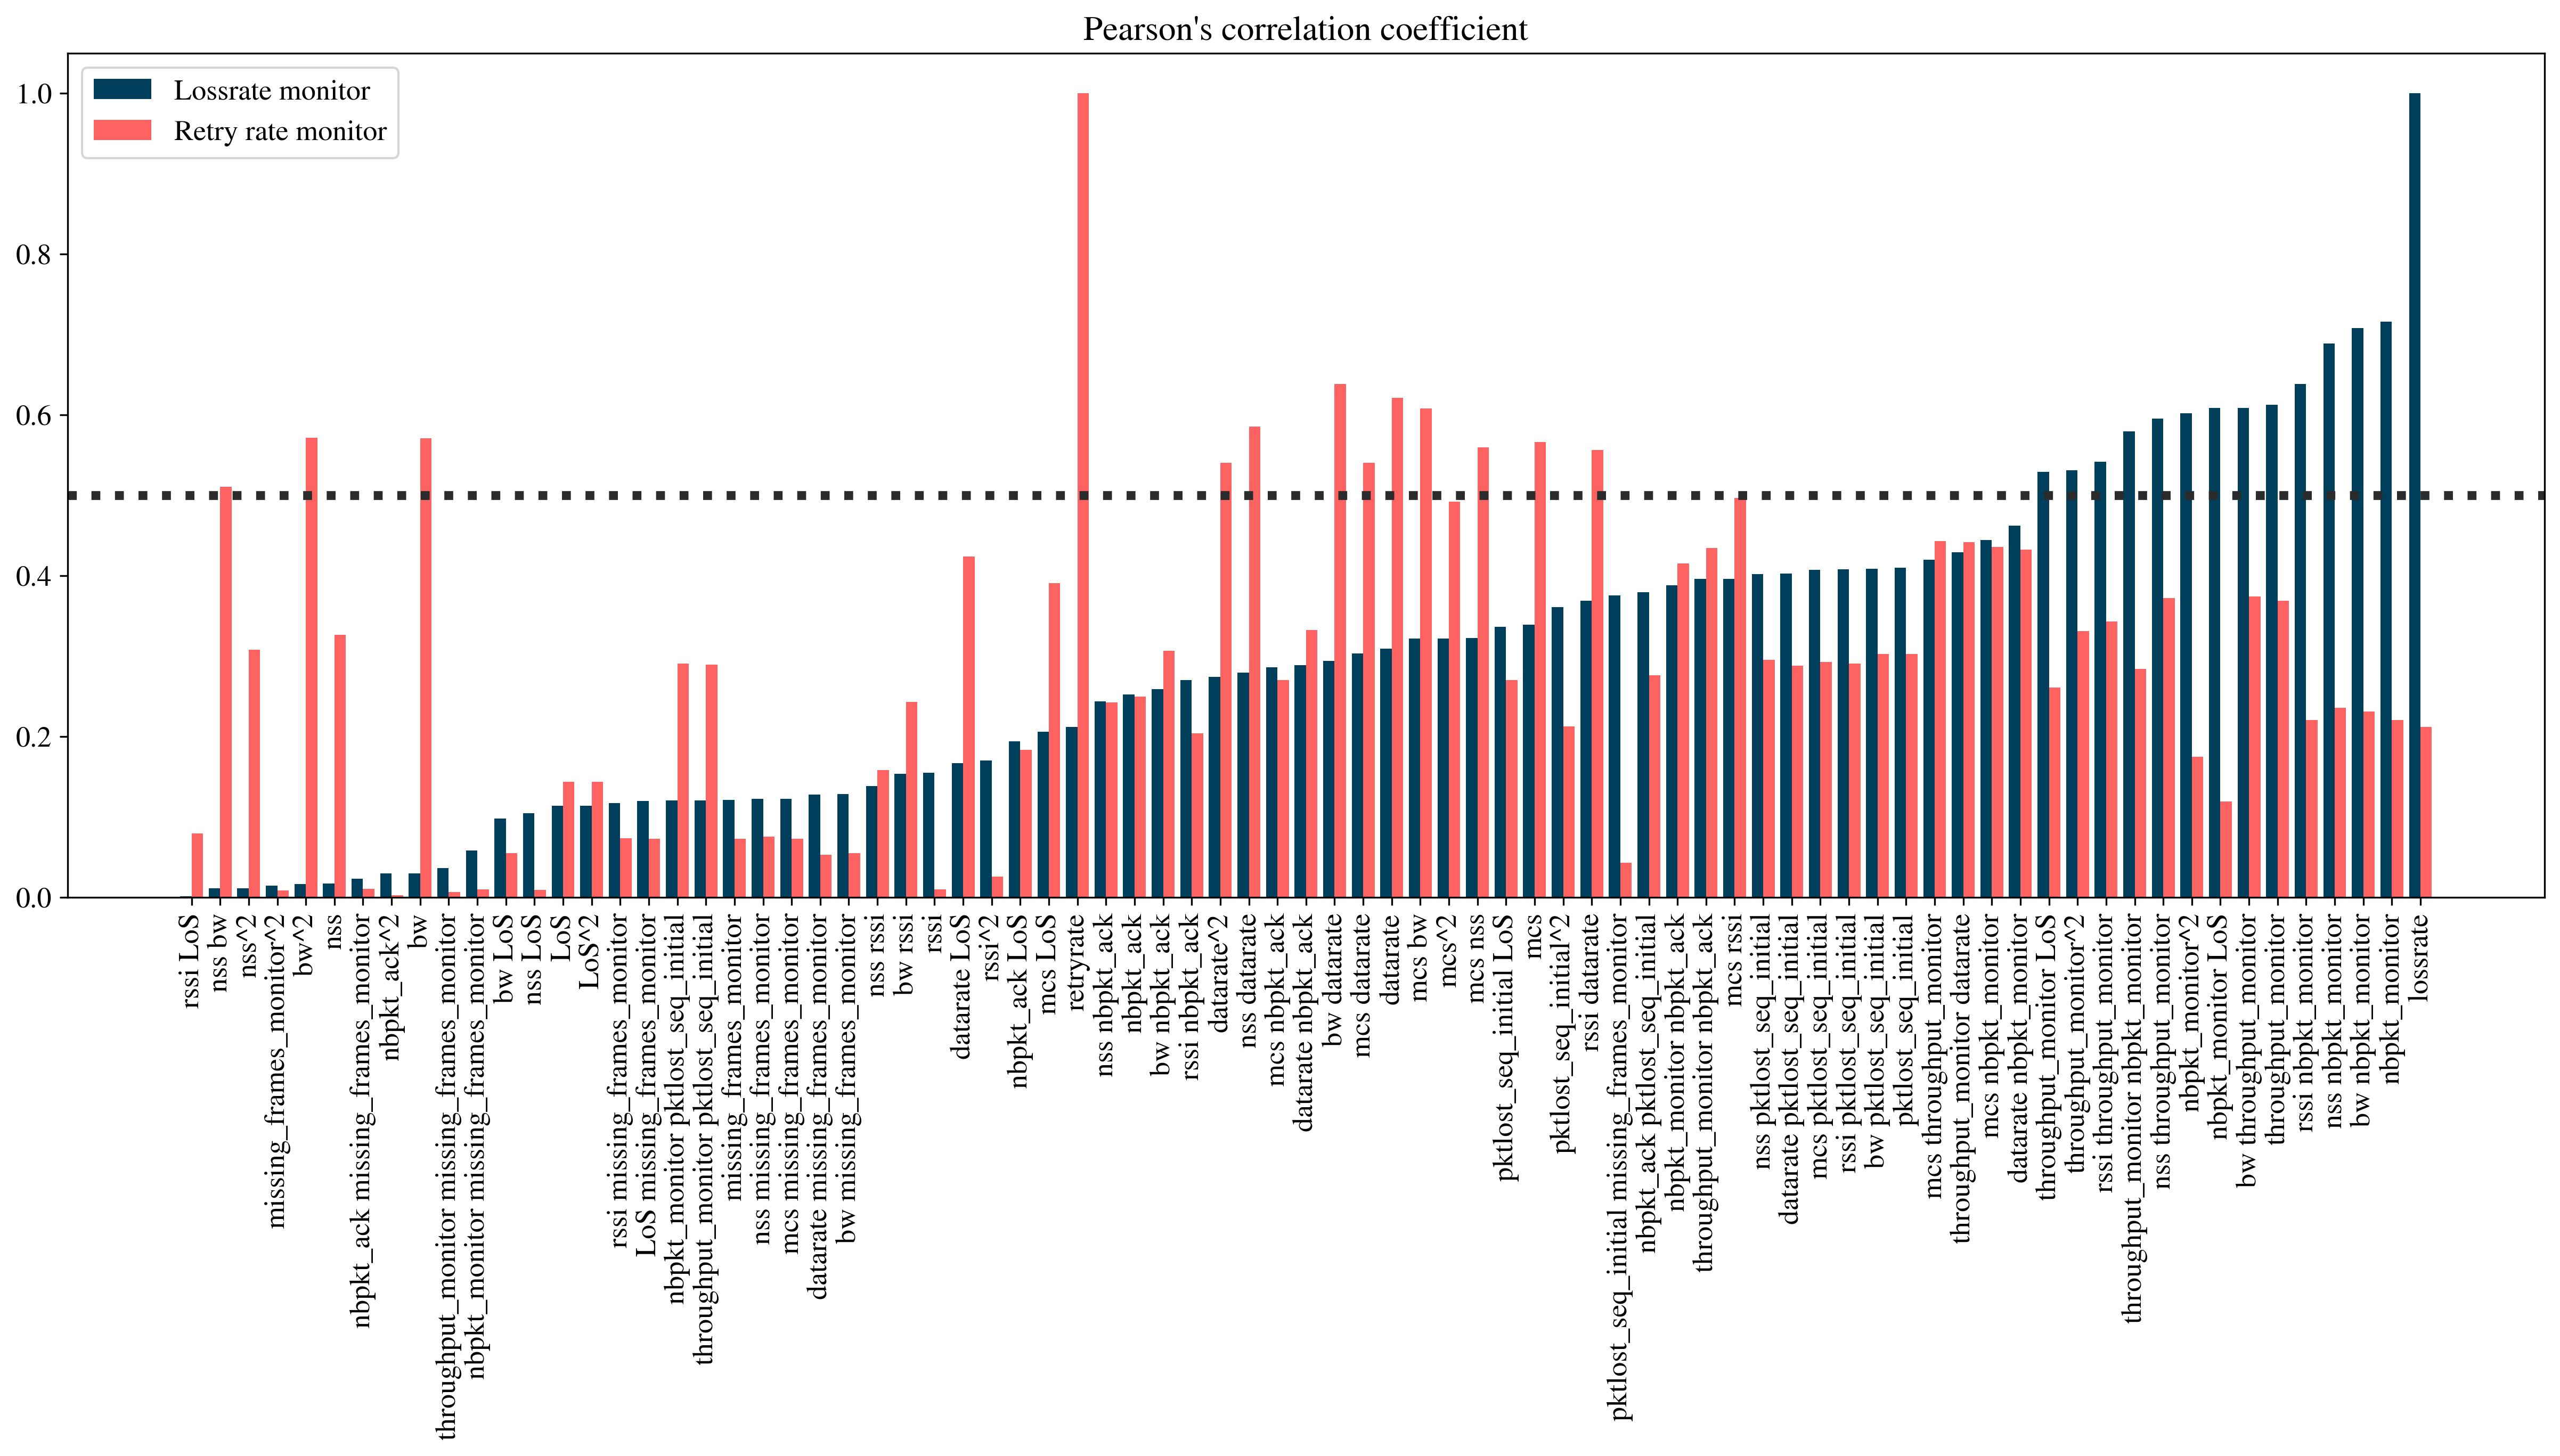 Pearson's correlation coefficient
Lossrate monitor
Retry rate monitor
1.0
0.8
0.6
0.4
0.2
0.0
rssi LoS
nss bw
nss^2
missing_frames_monitor^2
bw^2
nss
nbpkt_ack missing_frames_monitor
nbpkt_ack^2
bw
throughput_monitor missing_frames_monitor
nbpkt_monitor missing_frames_monitor
bw LoS
nss LoS
LoS
LoS^2
rssi missing_frames_monitor
LoS missing_frames_monitor
nbpkt_monitor pktlost_seq_initial
throughput_monitor pktlost_seq_initial
missing_frames_monitor
nss missing_frames_monitor
mcs missing_frames_monitor
datarate missing_frames_monitor
bw missing_frames_monitor
nss rssi
bw rssi
rssi
datarate LoS
rssi^2
nbpkt_ack LoS
mcs LoS
retryrate
nss nbpkt_ack
nbpkt_ack
bw nbpkt_ack
rssi nbpkt_ack
datarate^2
nss datarate
mcs nbpkt_ack
datarate nbpkt_ack
bw datarate
mcs datarate
datarate
mcs bw
mcs^2
mcs nss
pktlost_seq_initial LoS
mcs
pktlost_seq_initial^2
rssi datarate
pktlost_seq_initial missing_frames_monitor
nbpkt_ack pktlost_seq_initial
nbpkt_monitor nbpkt_ack
throughput_monitor nbpkt_ack
mcs rssi
nss pktlost_seq_initial
datarate pktlost_seq_initial
mcs pktlost_seq_initial
rssi pktlost_seq_initial
bw pktlost_seq_initial
pktlost_seq_initial
mcs throughput_monitor
throughput_monitor datarate
mcs nbpkt_monitor
datarate nbpkt_monitor
throughput_monitor LoS
throughput_monitor^2
rssi throughput_monitor
throughput_monitor nbpkt_monitor
nss throughput_monitor
nbpkt_monitor^2
nbpkt_monitor LoS
bw throughput_monitor
throughput_monitor
rssi nbpkt_monitor
nss nbpkt_monitor
bw nbpkt_monitor
nbpkt_monitor
lossrate